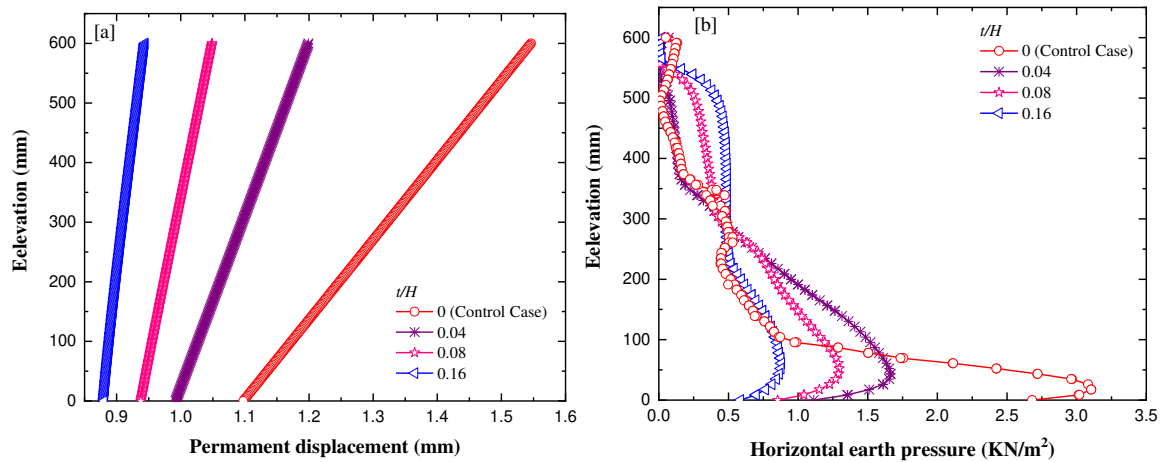 [a]
600
500
400
300
200
100
0
Eelevation (mm)
t/H
0 (Control Case)
0.04
0.08
0.16
0.9 1.0 1.1 1.2 1.3 1.4 1.5 1.6
Permament displacement (mm)
[b]
600
500
400
300
200
100
0
Eelevation (mm)
t/H
0 (Control Case)
0.04
0.08
0.16
0.0 0.5 1.0 1.5 2.0 2.5 3.0 3.5
Horizontal earth pressure (KN/m²)